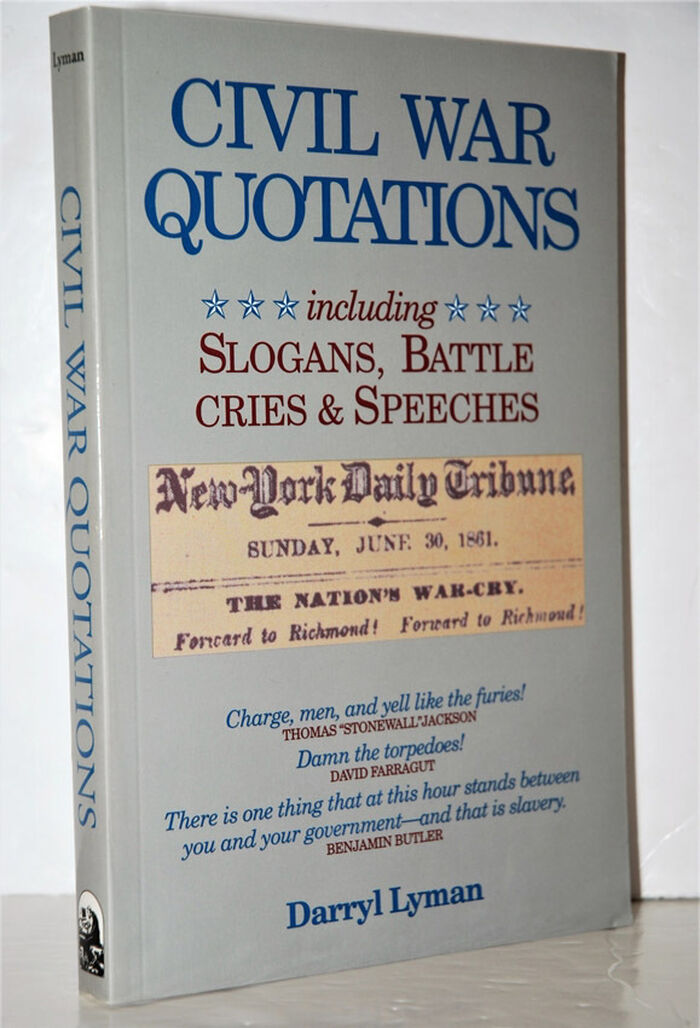 Lyman
CIVIL WAR QUOTATIONS
CIVIL WAR
QUOTATIONS
including
SLOGANS, BATTLE
CRIES & SPEECHES
New-York Daily Tribune.
SUNDAY, JUNE 30, 1861.
THE NATION'S WAR-CRY.
Forward to Richmond! Forward to Richmond!
Charge, men, and yell like the furies!
THOMAS "STONEWALL" JACKSON
Damn the torpedoes!
DAVID FARRAGUT
There is one thing that at this hour stands between
you and your government—and that is slavery.
BENJAMIN BUTLER
Darryl Lyman